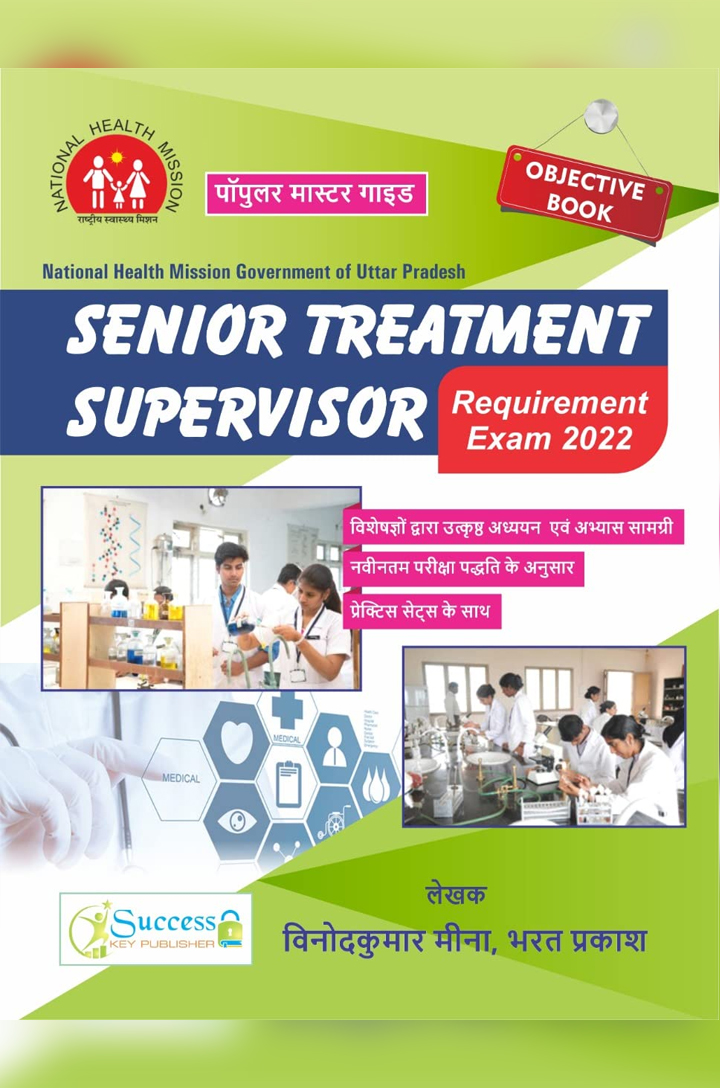 NATIONAL HEALTH MISSION
राष्ट्रीय स्वास्थ्य मिशन
पॉपुलर मास्टर गाइड
OBJECTIVE
BOOK
National Health Mission Government of Uttar Pradesh
SENIOR TREATMENT
SUPERVISOR
Requirement
Exam 2022
विशेषज्ञों द्वारा उत्कृष्ठ अध्ययन एवं अभ्यास सामग्री
नवीनतम परीक्षा पद्धति के अनुसार
प्रेक्टिस सेट्स के साथ
MEDICAL
MEDICAL
लेखक
विनोदकुमार मीना, भरत प्रकाश
Success
KEY PUBLISHER